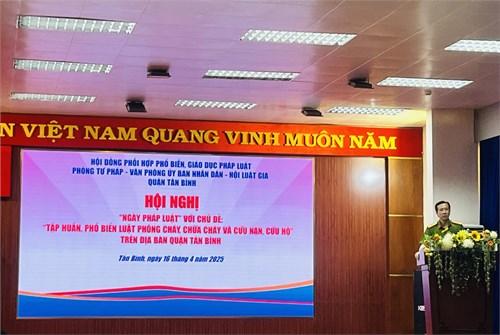 N VIỆT NAM QUANG VINH MUÔN NĂM
HỘI ĐỒNG PHỐI HỢP PHỔ BIẾN, GIÁO DỤC PHÁP LUẬT
PHÒNG TƯ PHÁP - VĂN PHÒNG ỦY BAN NHÂN DÂN - HỘI LUẬT GIA
QUẬN TÂN BÌNH
HỘI NGHỊ
"NGÀY PHÁP LUẬT" VỚI CHỦ ĐỀ:
"TẬP HUẤN, PHỔ BIẾN LUẬT PHÒNG CHÁY, CHỮA CHÁY VÀ CỨU NẠN, CỨU HỘ"
TRÊN ĐỊA BÀN QUẬN TÂN BÌNH
Tân Bình, ngày 16 tháng 4 năm 2025